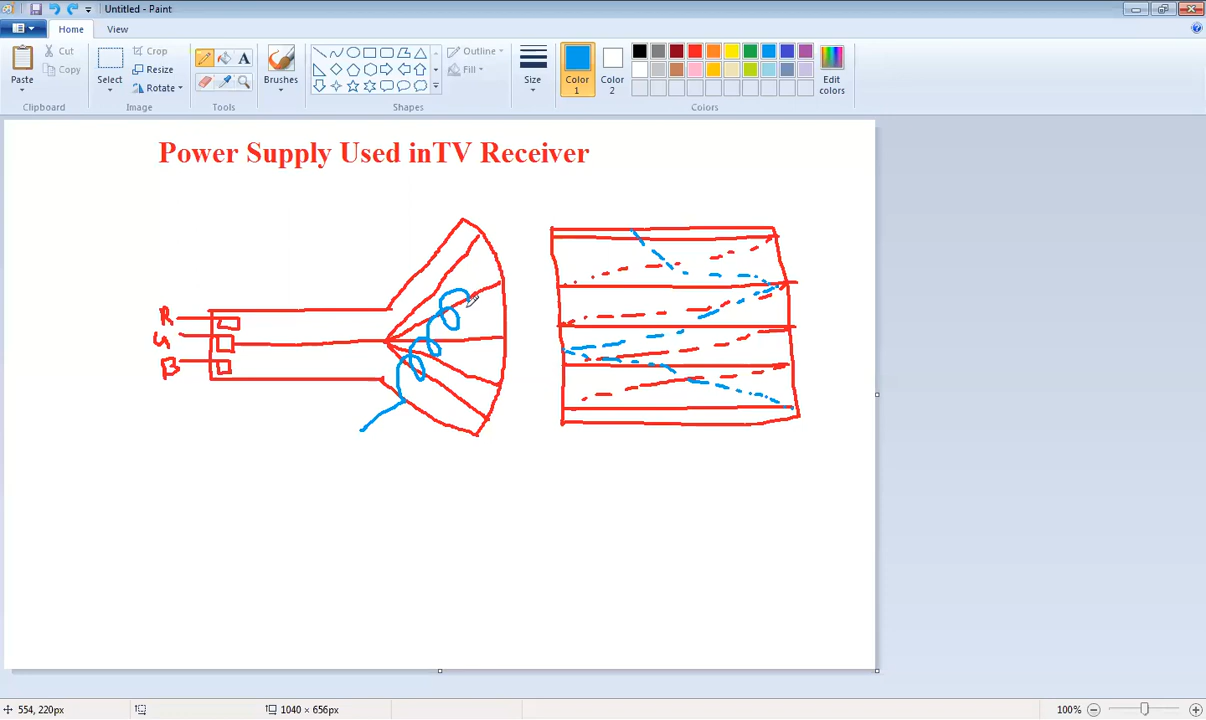 Untitled - Paint
Home View
Paste
Cut
Copy
Clipboard
Select
Crop
Resize
Rotate
Image
Tools
Brushes
Shapes
Outline
Fill
Size
Color 1
Color 2
Edit colors
Colors
Power Supply Used inTV Receiver
R
G
B
554, 220px
1040 × 656px
100%